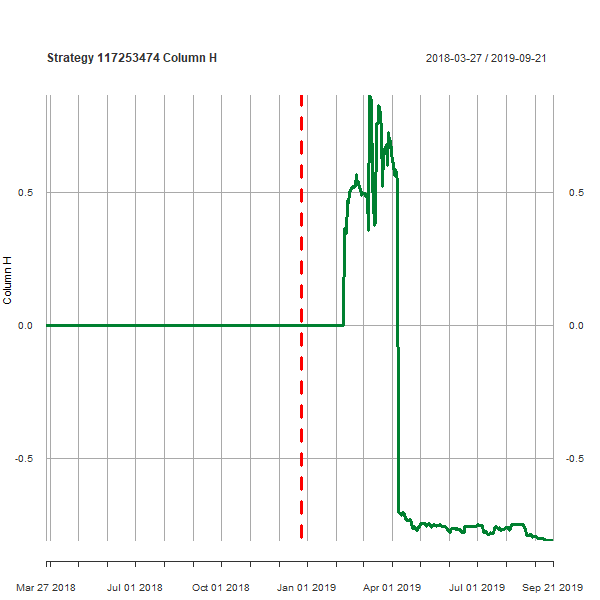 Strategy 117253474 Column H
2018-03-27 / 2019-09-21
0.5
0.5
Column H
0.0
0.0
-0.5
-0.5
Mar 27 2018
Jul 01 2018
Oct 01 2018
Jan 01 2019
Apr 01 2019
Jul 01 2019
Sep 21 2019